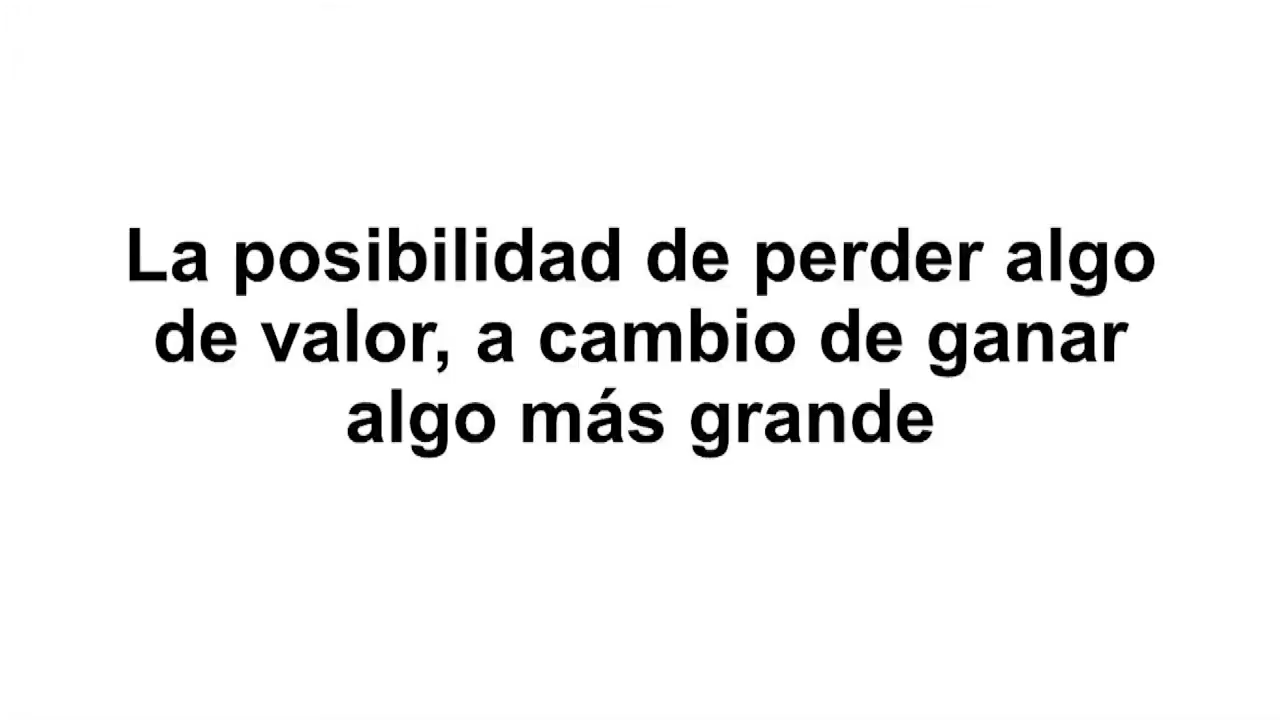 La posibilidad de perder algo
de valor, a cambio de ganar
algo más grande